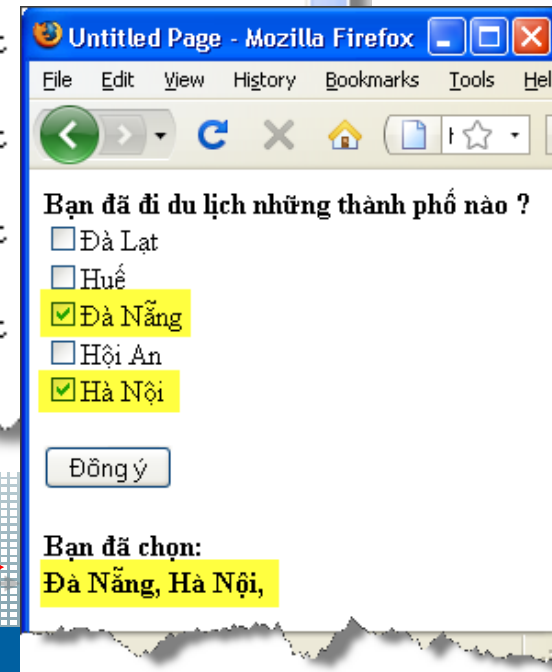 Untitled Page - Mozilla Firefox
File Edit View History Bookmarks Tools Hel
Bạn đã đi du lịch những thành phố nào ?
Đà Lạt
Huế
Đà Nẵng
Hội An
Hà Nội
Đồng ý
Bạn đã chọn:
Đà Nẵng, Hà Nội,